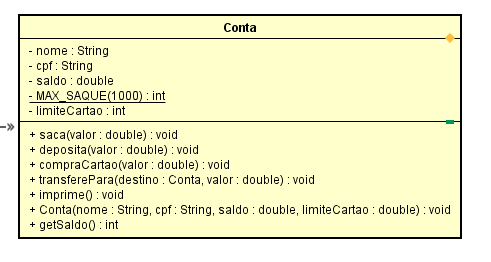 Conta
- nome : String
- cpf : String
- saldo : double
- MAX_SAQUE(1000) : int
- limiteCartao : int
+ saca(valor : double) : void
+ deposita(valor : double) : void
+ compraCartao(valor : double) : void
+ transferePara(destino : Conta, valor : double) : void
+ imprime() : void
+ Conta(nome : String, cpf : String, saldo : double, limiteCartao : double) : void
+ getSaldo() : int